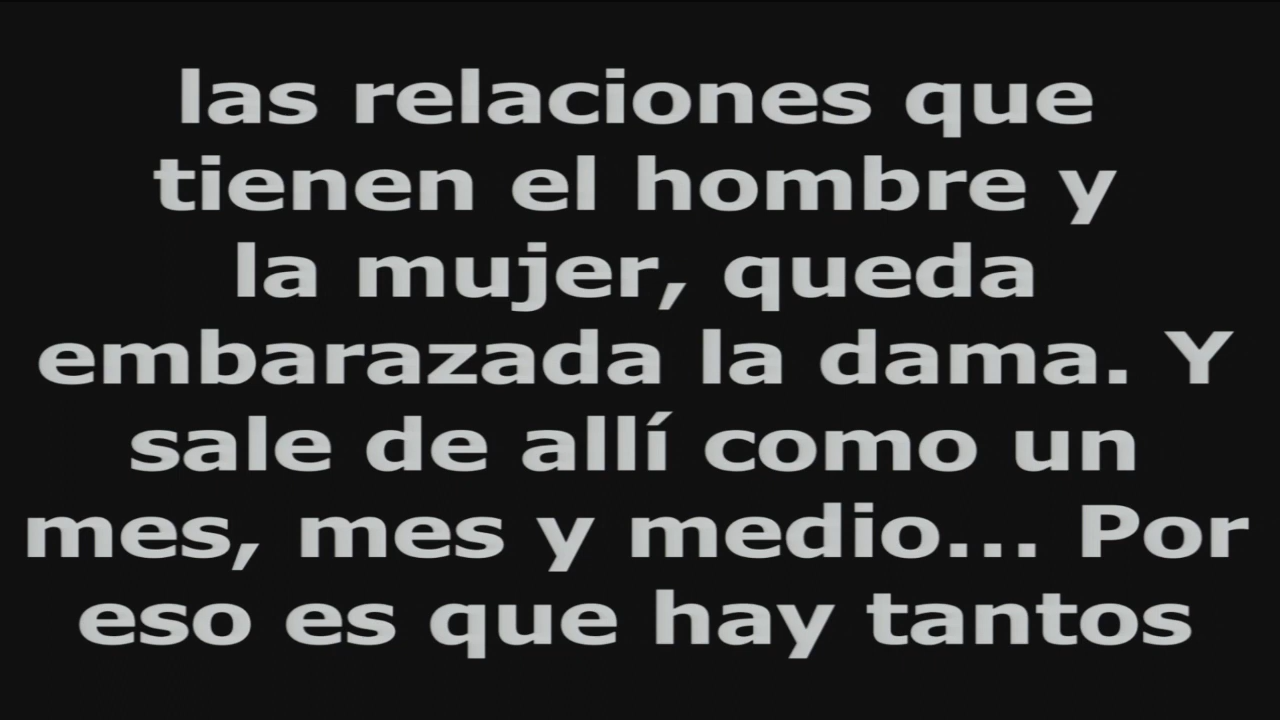 las relaciones que
tienen el hombre y
la mujer, queda
embarazada la dama. Y
sale de allí como un
mes, mes y medio... Por
eso es que hay tantos